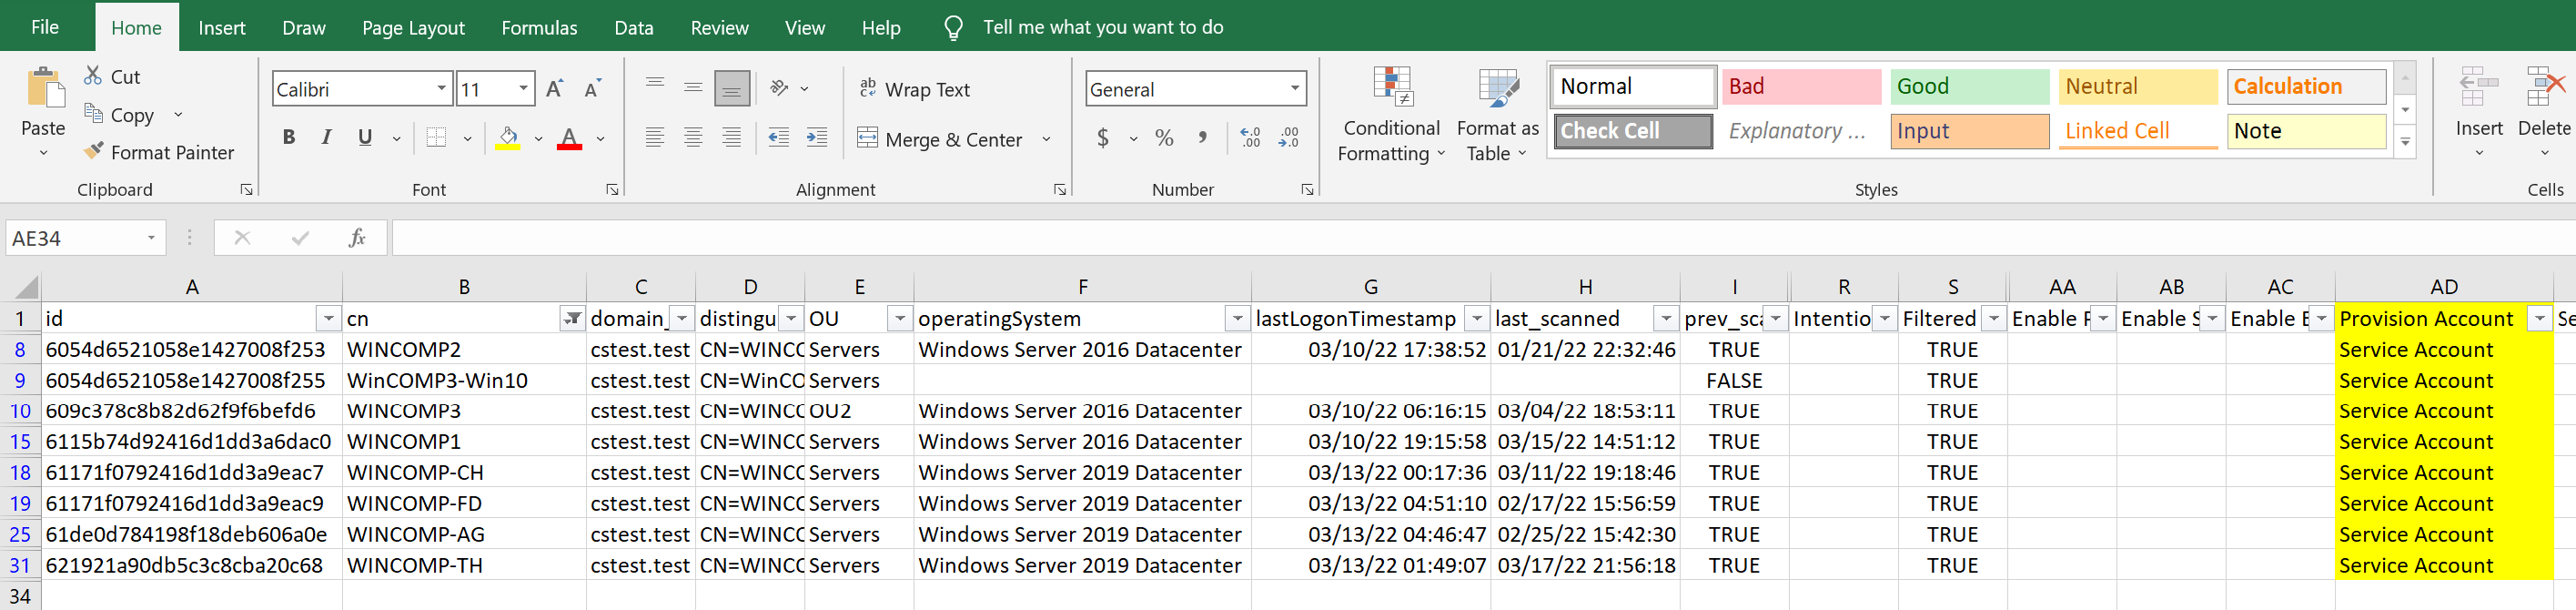 File Home Insert Draw Page Layout Formulas Data Review View Help Tell me what you want to do
Paste Cut
Copy
Format Painter
Clipboard
Calibri 11
B I U
Font
Wrap Text
Merge & Center
Alignment
General
$ %
Number
Conditional Formatting
Format as Table
Normal Bad Good Neutral Calculation
Check Cell Explanatory ... Input Linked Cell Note
Styles
Insert Delete
Cells
AE34 fx
A B C D E F G H I R S AA AB AC AD
1 id cn domain_ distingu OU operatingSystem lastLogonTimestamp last_scanned prev_sca Intentio Filtered Enable F Enable S Enable E Provision Account Se
8 6054d6521058e1427008f253 WINCOMP2 cstest.test CN=WINCC Servers Windows Server 2016 Datacenter 03/10/22 17:38:52 01/21/22 22:32:46 TRUE TRUE Service Account
9 6054d6521058e1427008f255 WinCOMP3-Win10 cstest.test CN=WinCO Servers FALSE TRUE Service Account
10 609c378c8b82d62f9f6befd6 WINCOMP3 cstest.test CN=WINCC OU2 Windows Server 2016 Datacenter 03/10/22 06:16:15 03/04/22 18:53:11 TRUE TRUE Service Account
15 6115b74d92416d1dd3a6dac0 WINCOMP1 cstest.test CN=WINCC Servers Windows Server 2016 Datacenter 03/10/22 19:15:58 03/15/22 14:51:12 TRUE TRUE Service Account
18 61171f0792416d1dd3a9eac7 WINCOMP-CH cstest.test CN=WINCC Servers Windows Server 2019 Datacenter 03/13/22 00:17:36 03/11/22 19:18:46 TRUE TRUE Service Account
19 61171f0792416d1dd3a9eac9 WINCOMP-FD cstest.test CN=WINCC Servers Windows Server 2019 Datacenter 03/13/22 04:51:10 02/17/22 15:56:59 TRUE TRUE Service Account
25 61de0d784198f18deb606a0e WINCOMP-AG cstest.test CN=WINCC Servers Windows Server 2019 Datacenter 03/13/22 04:46:47 02/25/22 15:42:30 TRUE TRUE Service Account
31 621921a90db5c3c8cba20c68 WINCOMP-TH cstest.test CN=WINCC Servers Windows Server 2019 Datacenter 03/13/22 01:49:07 03/17/22 21:56:18 TRUE TRUE Service Account
34